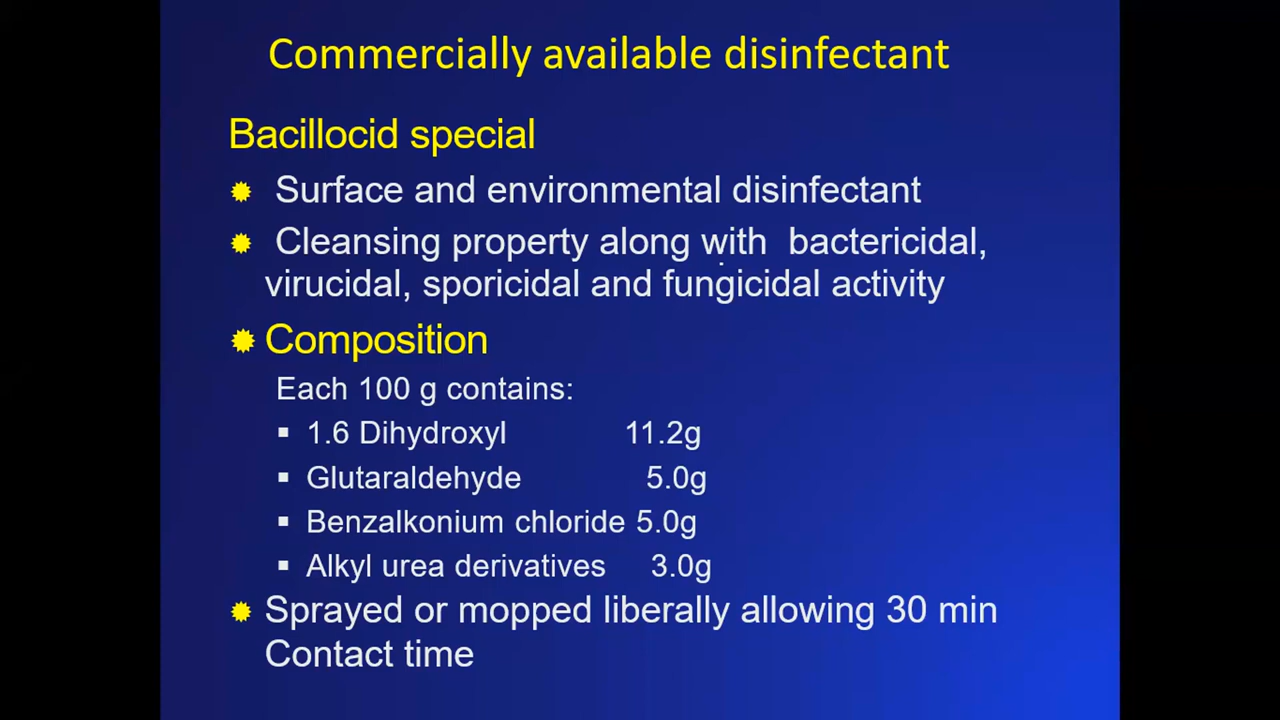 Commercially available disinfectant
Bacillocid special
Surface and environmental disinfectant
Cleansing property along with bactericidal,
virucidal, sporicidal and fungicidal activity
Composition
Each 100 g contains:
1.6 Dihydroxyl 11.2g
Glutaraldehyde 5.0g
Benzalkonium chloride 5.0g
Alkyl urea derivatives 3.0g
Sprayed or mopped liberally allowing 30 min
Contact time